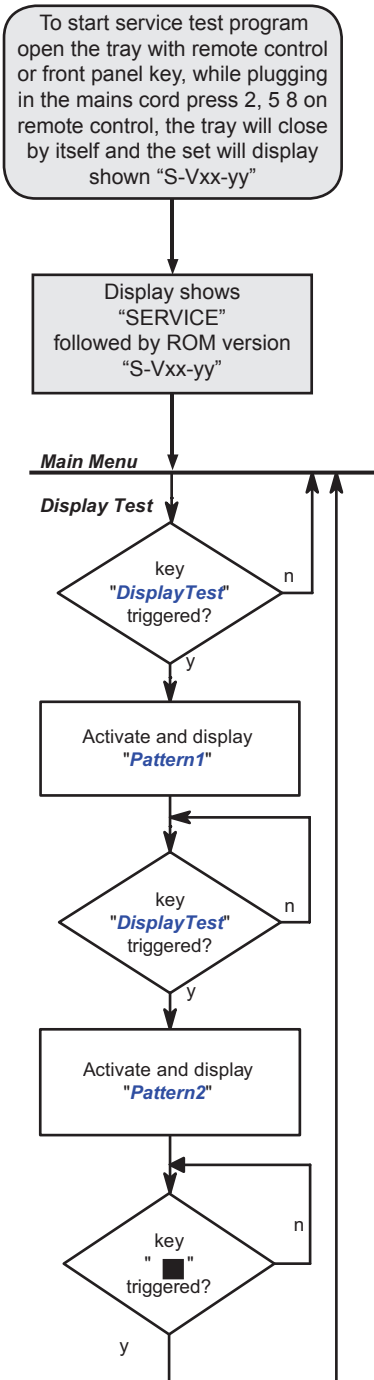 To start service test program
open the tray with remote control
or front panel key, while plugging
in the mains cord press 2, 5 8 on
remote control, the tray will close
by itself and the set will display
shown “S-Vxx-yy”
Display shows
“SERVICE”
followed by ROM version
“S-Vxx-yy”
Main Menu
Display Test
key
"DisplayTest"
triggered?
n
y
Activate and display
"Pattern1"
key
"DisplayTest"
triggered?
n
y
Activate and display
"Pattern2"
key
" ■ "
triggered?
n
y